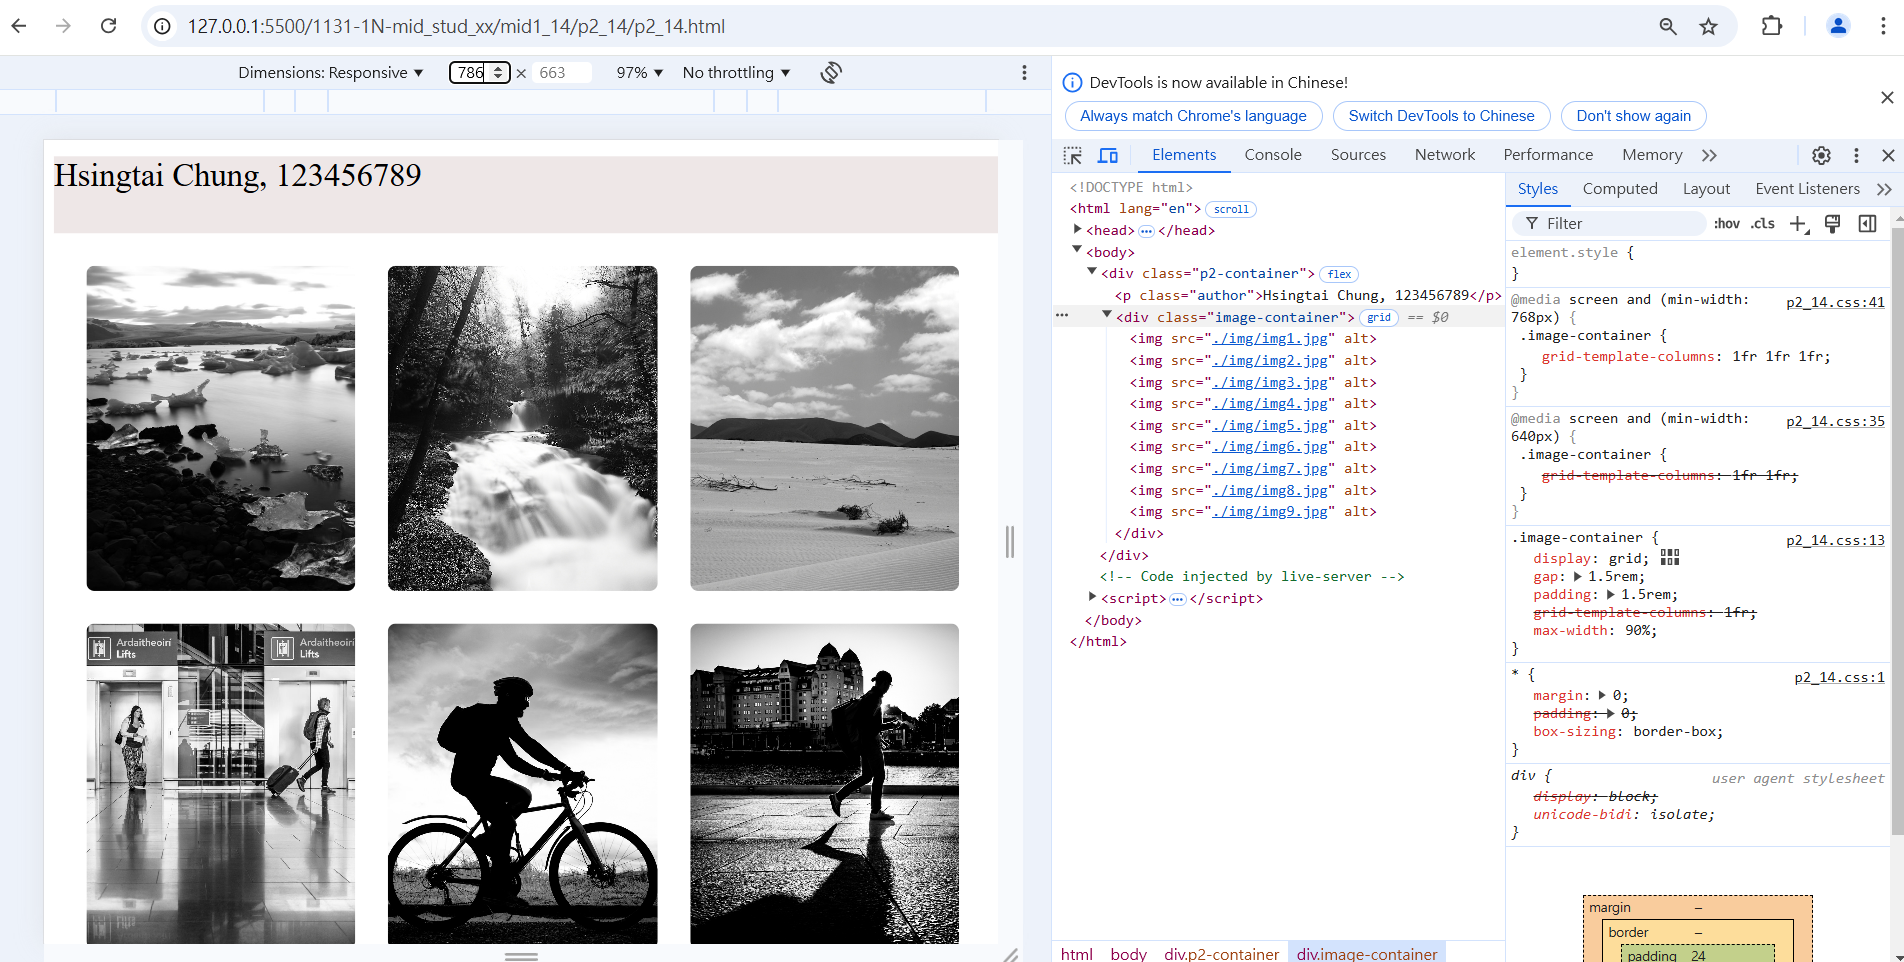 127.0.0.1:5500/1131-1N-mid_stud_xx/mid1_14/p2_14/p2_14.html
Dimensions: Responsive ▼ 786 × 663 97% ▼ No throttling ▼
Hsingtai Chung, 123456789
Ardaitheoirí
Lifts
Ardaitheoirí
Lifts
DevTools is now available in Chinese!
Always match Chrome's language Switch DevTools to Chinese Don't show again
Elements Console Sources Network Performance Memory
<!DOCTYPE html>
<html lang="en"> scroll
<head> ••• </head>
<body>
<div class="p2-container"> flex
<p class="author">Hsingtai Chung, 123456789</p>
<div class="image-container"> grid == $0
<img src="./img/img1.jpg" alt>
<img src="./img/img2.jpg" alt>
<img src="./img/img3.jpg" alt>
<img src="./img/img4.jpg" alt>
<img src="./img/img5.jpg" alt>
<img src="./img/img6.jpg" alt>
<img src="./img/img7.jpg" alt>
<img src="./img/img8.jpg" alt>
<img src="./img/img9.jpg" alt>
</div>
</div>
<!-- Code injected by live-server -->
<script> ••• </script>
</body>
</html>
html body div.p2-container div.image-container
Styles Computed Layout Event Listeners
Filter :hov .cls
element.style {
}
@media screen and (min-width: p2_14.css:41
768px) {
.image-container {
grid-template-columns: 1fr 1fr 1fr;
}
}
@media screen and (min-width: p2_14.css:35
640px) {
.image-container {
grid-template-columns: 1fr 1fr;
}
}
.image-container { p2_14.css:13
display: grid;
gap: 1.5rem;
padding: 1.5rem;
grid-template-columns: 1fr;
max-width: 90%;
}
* { p2_14.css:1
margin: 0;
padding: 0;
box-sizing: border-box;
}
div { user agent stylesheet
display: block;
unicode-bidi: isolate;
}
margin –
border –
padding 24